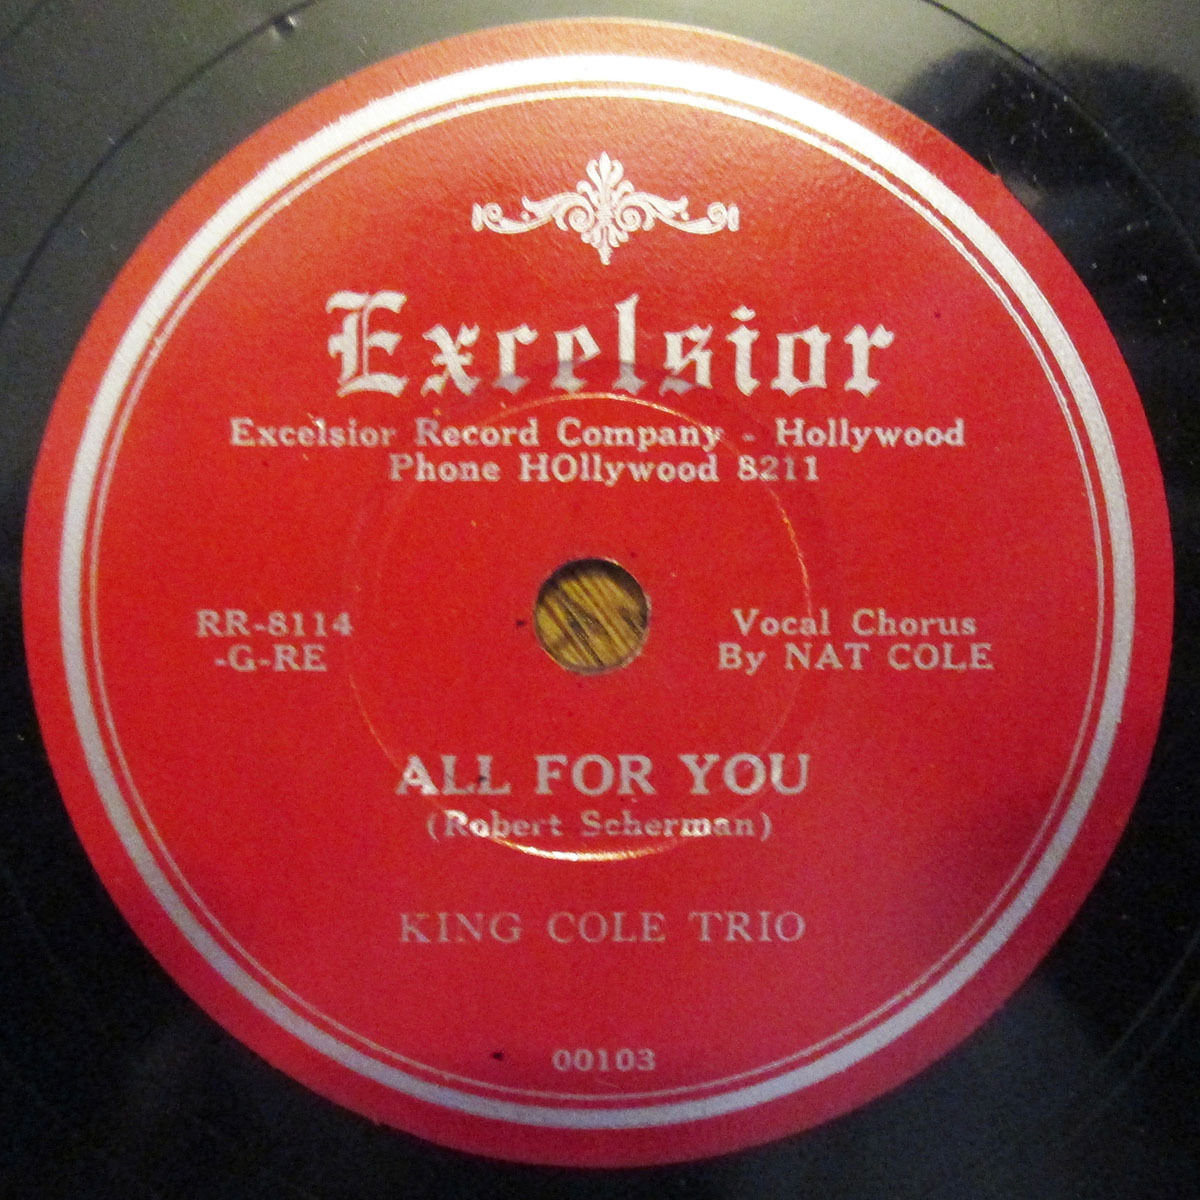 Excelsior
Excelsior Record Company - Hollywood
Phone HOllywood 8211
RR-8114
-G-RE
Vocal Chorus
By NAT COLE
ALL FOR YOU
(Robert Scherman)
KING COLE TRIO
00103